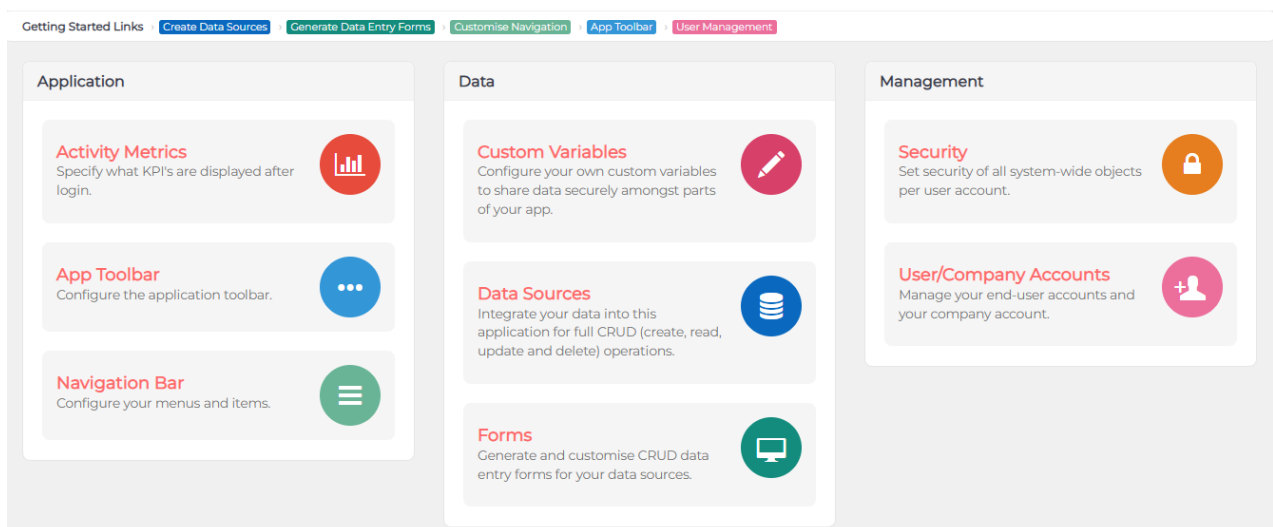 Getting Started Links › Create Data Sources › Generate Data Entry Forms › Customise Navigation › App Toolbar › User Management
Application
Activity Metrics
Specify what KPI's are displayed after
login.
App Toolbar
Configure the application toolbar.
Navigation Bar
Configure your menus and items.
Data
Custom Variables
Configure your own custom variables
to share data securely amongst parts
of your app.
Data Sources
Integrate your data into this
application for full CRUD (create, read,
update and delete) operations.
Forms
Generate and customise CRUD data
entry forms for your data sources.
Management
Security
Set security of all system-wide objects
per user account.
User/Company Accounts
Manage your end-user accounts and
your company account.